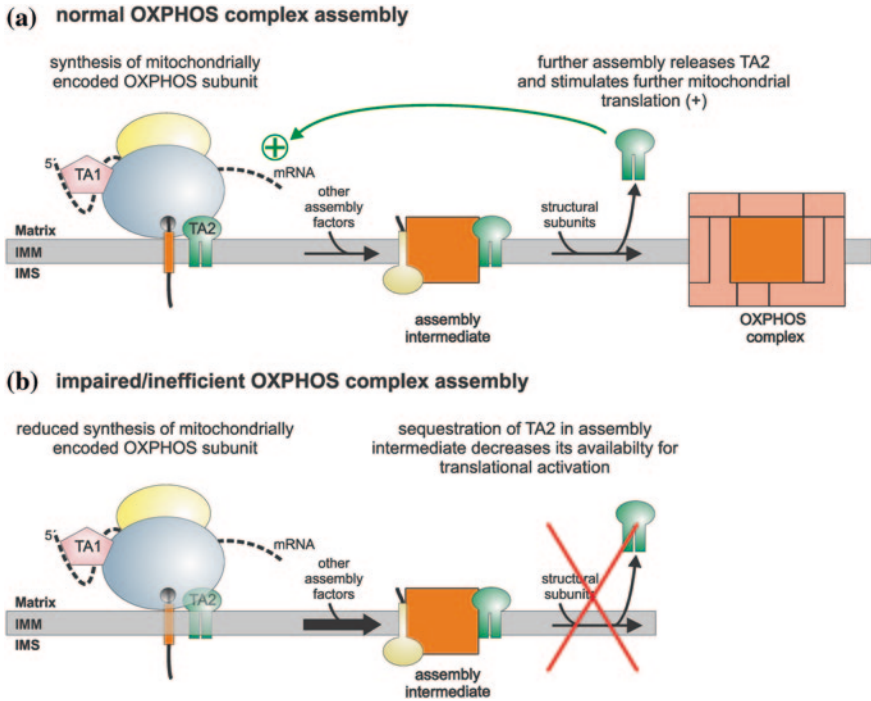 (a) normal OXPHOS complex assembly
synthesis of mitochondrially
encoded OXPHOS subunit
further assembly releases TA2
and stimulates further mitochondrial
translation (+)
5´
TA1
+
mRNA
other
assembly
factors
structural
subunits
TA2
Matrix
IMM
IMS
assembly
intermediate
OXPHOS
complex
(b) impaired/inefficient OXPHOS complex assembly
reduced synthesis of mitochondrially
encoded OXPHOS subunit
sequestration of TA2 in assembly
intermediate decreases its availabilty for
translational activation
5´
TA1
mRNA
other
assembly
factors
structural
subunits
TA2
Matrix
IMM
IMS
assembly
intermediate